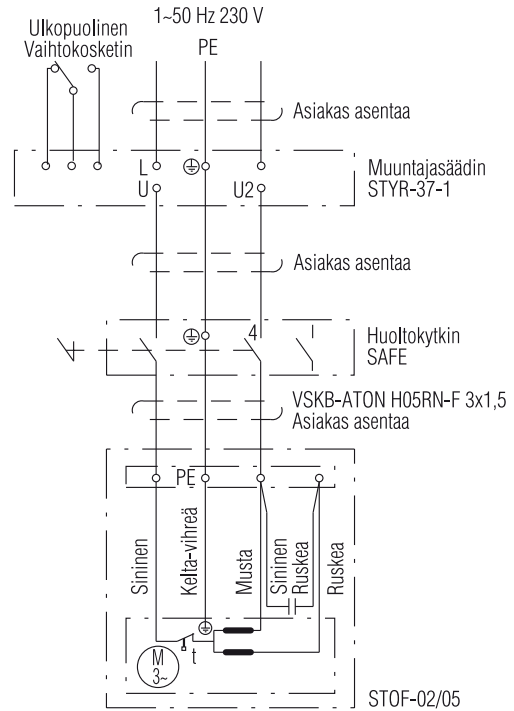 1~50 Hz 230 V
Ulkopuolinen
Vaihtokosketin
PE
Asiakas asentaa
L
Muuntajasäädin
STYR-37-1
U
U2
Asiakas asentaa
4
Huoltokytkin
SAFE
VSKB-ATON H05RN-F 3x1,5
Asiakas asentaa
PE
Sininen
Kelta-vihreä
Musta
Sininen
Ruskea
Ruskea
M
3~
t
STOF-02/05